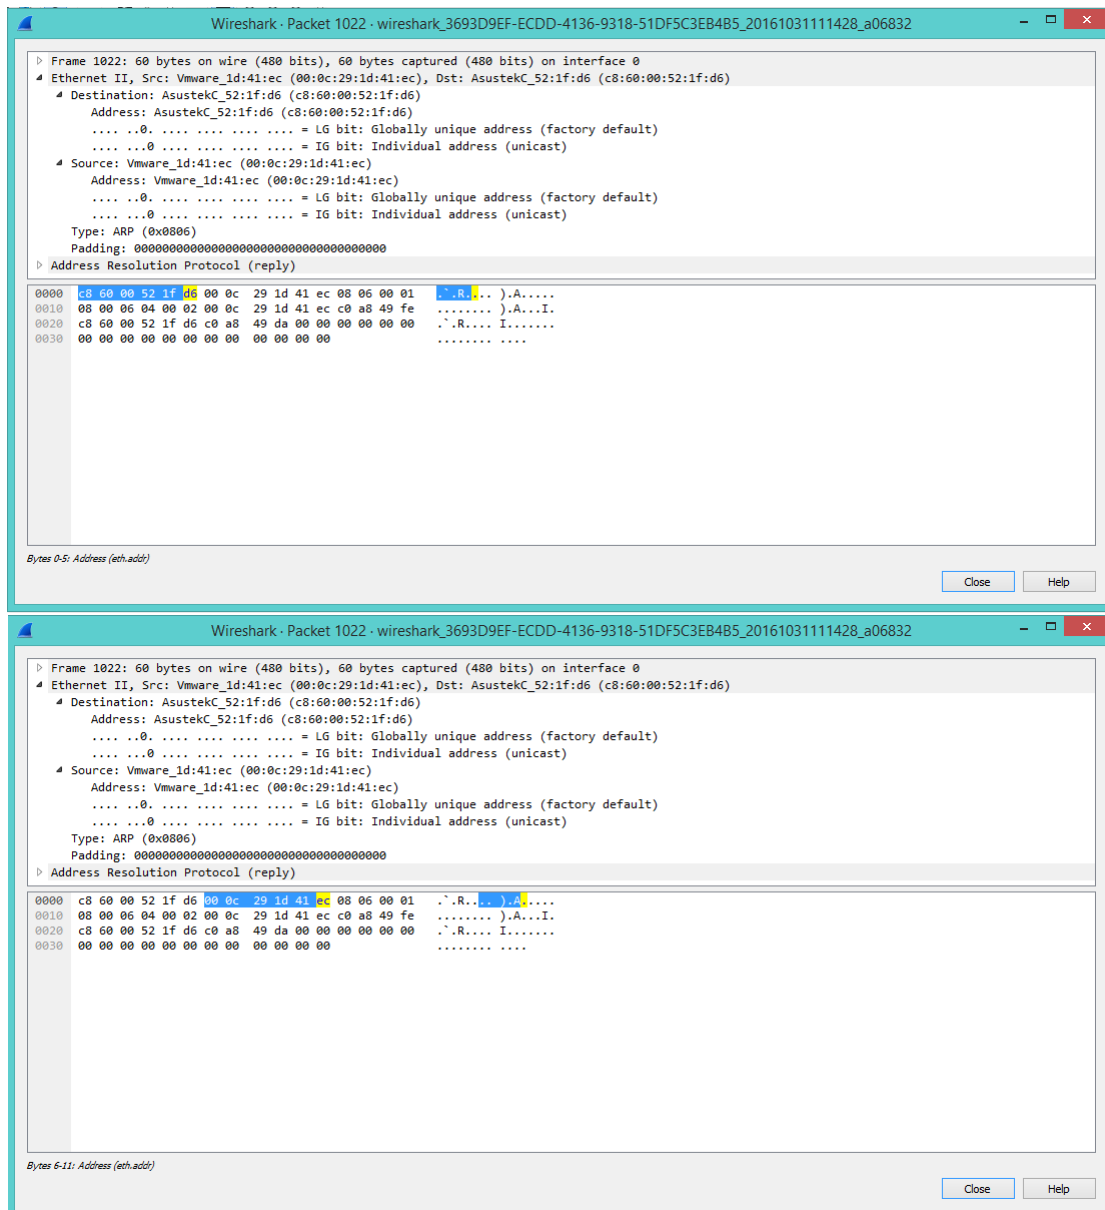 Wireshark · Packet 1022 · wireshark_3693D9EF-ECDD-4136-9318-51DF5C3EB4B5_20161031111428_a06832
Frame 1022: 60 bytes on wire (480 bits), 60 bytes captured (480 bits) on interface 0
Ethernet II, Src: Vmware_1d:41:ec (00:0c:29:1d:41:ec), Dst: AsustekC_52:1f:d6 (c8:60:00:52:1f:d6)
Destination: AsustekC_52:1f:d6 (c8:60:00:52:1f:d6)
Address: AsustekC_52:1f:d6 (c8:60:00:52:1f:d6)
.... ..0. .... .... .... .... = LG bit: Globally unique address (factory default)
.... ...0 .... .... .... .... = IG bit: Individual address (unicast)
Source: Vmware_1d:41:ec (00:0c:29:1d:41:ec)
Address: Vmware_1d:41:ec (00:0c:29:1d:41:ec)
.... ..0. .... .... .... .... = LG bit: Globally unique address (factory default)
.... ...0 .... .... .... .... = IG bit: Individual address (unicast)
Type: ARP (0x0806)
Padding: 000000000000000000000000000000000000
Address Resolution Protocol (reply)
0000 c8 60 00 52 1f d6 00 0c 29 1d 41 ec 08 06 00 01 .`.R.... ).A.....
0010 08 00 06 04 00 02 00 0c 29 1d 41 ec c0 a8 49 fe ........ ).A...I.
0020 c8 60 00 52 1f d6 c0 a8 49 da 00 00 00 00 00 00 .`.R.... I.......
0030 00 00 00 00 00 00 00 00 00 00 00 00 ........ ....
Bytes 0-5: Address (eth.addr)
Close Help
Wireshark · Packet 1022 · wireshark_3693D9EF-ECDD-4136-9318-51DF5C3EB4B5_20161031111428_a06832
Frame 1022: 60 bytes on wire (480 bits), 60 bytes captured (480 bits) on interface 0
Ethernet II, Src: Vmware_1d:41:ec (00:0c:29:1d:41:ec), Dst: AsustekC_52:1f:d6 (c8:60:00:52:1f:d6)
Destination: AsustekC_52:1f:d6 (c8:60:00:52:1f:d6)
Address: AsustekC_52:1f:d6 (c8:60:00:52:1f:d6)
.... ..0. .... .... .... .... = LG bit: Globally unique address (factory default)
.... ...0 .... .... .... .... = IG bit: Individual address (unicast)
Source: Vmware_1d:41:ec (00:0c:29:1d:41:ec)
Address: Vmware_1d:41:ec (00:0c:29:1d:41:ec)
.... ..0. .... .... .... .... = LG bit: Globally unique address (factory default)
.... ...0 .... .... .... .... = IG bit: Individual address (unicast)
Type: ARP (0x0806)
Padding: 000000000000000000000000000000000000
Address Resolution Protocol (reply)
0000 c8 60 00 52 1f d6 00 0c 29 1d 41 ec 08 06 00 01 .`.R.... ).A.....
0010 08 00 06 04 00 02 00 0c 29 1d 41 ec c0 a8 49 fe ........ ).A...I.
0020 c8 60 00 52 1f d6 c0 a8 49 da 00 00 00 00 00 00 .`.R.... I.......
0030 00 00 00 00 00 00 00 00 00 00 00 00 ........ ....
Bytes 6-11: Address (eth.addr)
Close Help